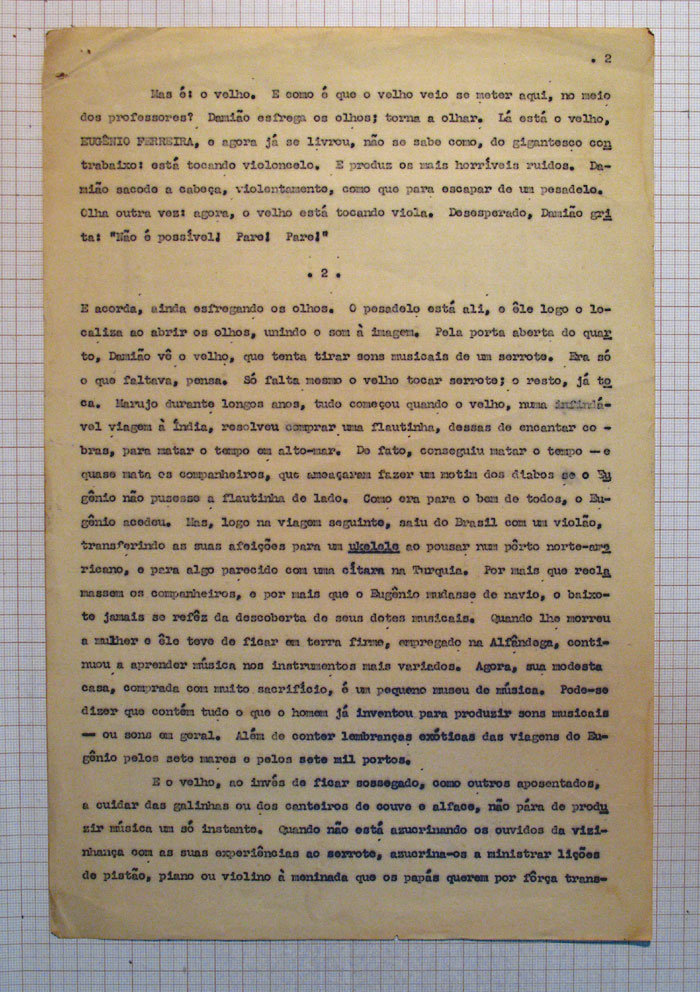 . 2
Mas é: o velho. E como é que o velho veio se meter aqui, no meio
dos professores? Damião esfrega os olhos; torna a olhar. Lá está o velho,
EUGÊNIO FERREIRA, e agora já se livrou, não se sabe como, do gigantesco con
trabaixo: está tocando violoncelo. E produz os mais horríveis ruidos. Da-
mião sacode a cabeça, violentamente, como que para escapar de um pesadelo.
Olha outra vez: agora, o velho está tocando viola. Desesperado, Damião gri
ta: "Não é possível! Pare! Pare!"
. 2 .
E acorda, ainda esfregando os olhos. O pesadelo está ali, e êle logo o lo-
caliza ao abrir os olhos, unindo o som à imagem. Pela porta aberta do quar
to, Damião vê o velho, que tenta tirar sons musicais de um serrote. Era só
o que faltava, pensa. Só falta mesmo o velho tocar serrote; o resto, já to
ca. Marujo durante longos anos, tudo começou quando o velho, numa infindá-
vel viagem à Índia, resolveu comprar uma flautinha, dessas de encantar co -
bras, para matar o tempo em alto-mar. De fato, conseguiu matar o tempo — e
quase mata os companheiros, que ameaçaram fazer um motim dos diabos se o Eu
gênio não pusesse a flautinha de lado. Como era para o bem de todos, o Eu-
gênio acedeu. Mas, logo na viagem seguinte, saiu do Brasil com um violão,
transferindo as suas afeições para um ukelele ao pousar num pôrto norte-ame
ricano, e para algo parecido com uma cítara na Turquia. Por mais que recla
massem os companheiros, e por mais que o Eugênio mudasse de navio, o baixo-
te jamais se refêz da descoberta de seus dotes musicais. Quando lhe morreu
a mulher e êle teve de ficar em terra firme, empregado na Alfândega, conti-
nuou a aprender música nos instrumentos mais variados. Agora, sua modesta
casa, comprada com muito sacrifício, é um pequeno museu de música. Pode-se
dizer que contém tudo o que o homem já inventou para produzir sons musicais
— ou sons em geral. Além de conter lembranças exóticas das viagens do Eu-
gênio pelos sete mares e pelos sete mil portos.
E o velho, ao invés de ficar sossegado, como outros aposentados,
a cuidar das galinhas ou dos canteiros de couve e alface, não pára de produ
zir música um só instante. Quando não está azucrinando os ouvidos da vizi-
nhança com as suas experiências ao serrote, azucrina-os a ministrar lições
de pistão, piano ou violino à meninada que os papás querem por fôrça trans-